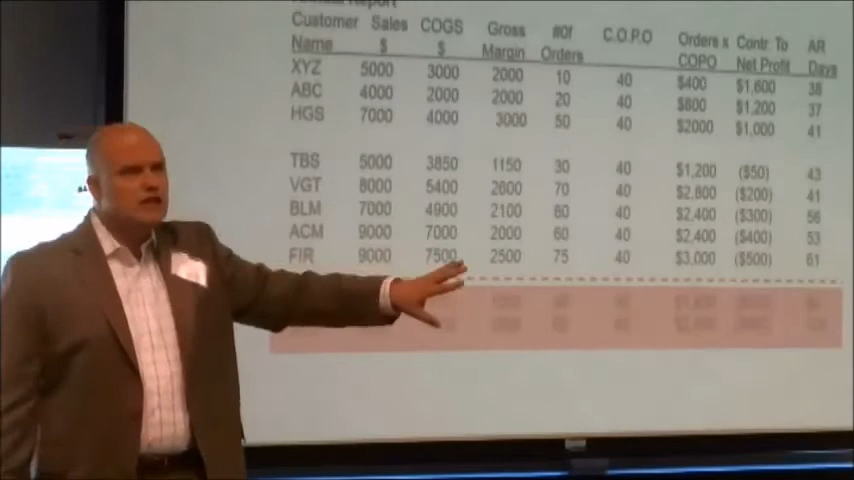 Annual Report
Customer Sales COGS Gross #Of C.O.P.O Orders x Contr. To AR
Name $ $ Margin Orders COPO Net Profit Days
XYZ 5000 3000 2000 10 40 $400 $1,600 38
ABC 4000 2000 2000 20 40 $800 $1,200 37
HGS 7000 4000 3000 50 40 $2000 $1,000 41
TBS 5000 3850 1150 30 40 $1,200 ($50) 43
VGT 8000 5400 2600 70 40 $2,800 ($200) 41
BLM 7000 4900 2100 60 40 $2,400 ($300) 56
ACM 9000 7000 2000 60 40 $2,400 ($400) 53
FIR 9000 7500 2500 75 40 $3,000 ($500) 61